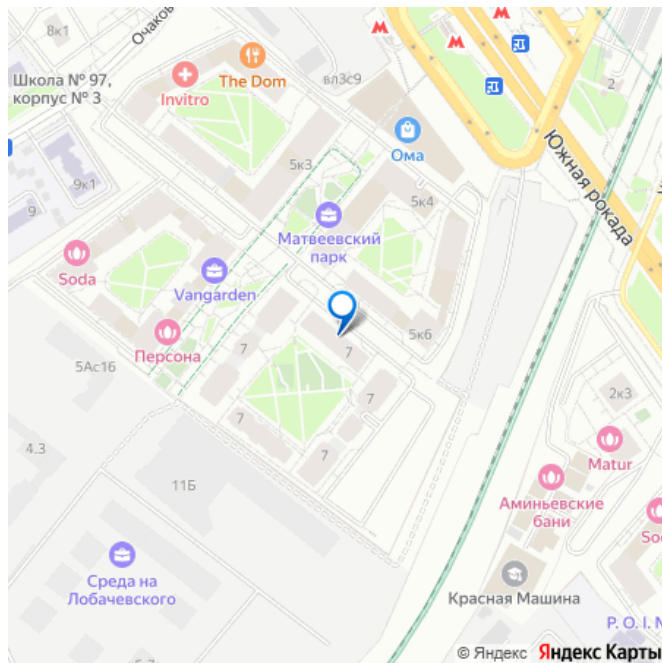 8к1
Очаков
Школа № 97,
корпус № 3
The Dom
Invitro
вл3с9
2
Ома
Южная рокада
5к3
9к1
9
5к4
Матвеевский
парк
Soda
Vangarden
Персона
7
7
5к6
5Ас16
7
7
7
2к3
4.3
11Б
Matur
Аминьевские
бани
Soc
Среда на
Лобачевского
Красная Машина
P. O. I. N
© Яндекс Яндекс Карты